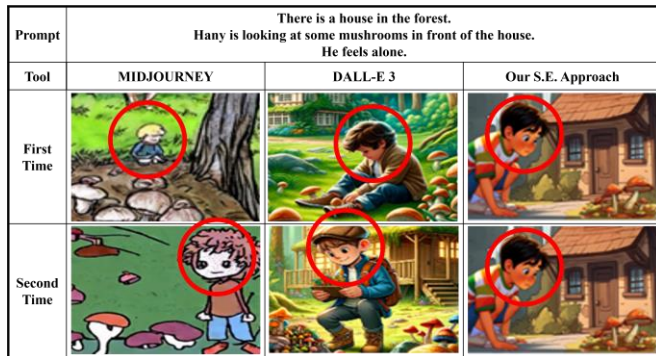 Prompt
There is a house in the forest.
Hany is looking at some mushrooms in front of the house.
He feels alone.
Tool
MIDJOURNEY
DALL-E 3
Our S.E. Approach
First
Time
Second
Time